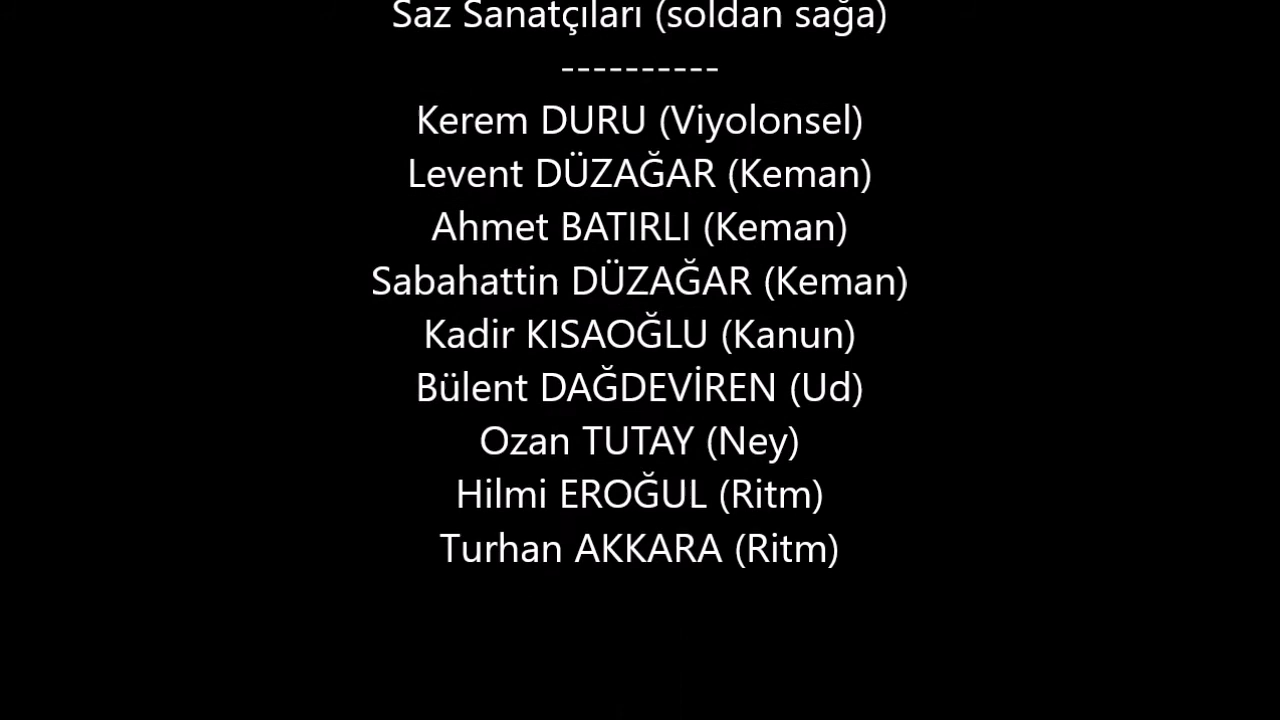 Saz Sanatçıları (soldan sağa)
----------
Kerem DURU (Viyolonsel)
Levent DÜZAĞAR (Keman)
Ahmet BATIRLI (Keman)
Sabahattin DÜZAĞAR (Keman)
Kadir KISAOĞLU (Kanun)
Bülent DAĞDEVİREN (Ud)
Ozan TUTAY (Ney)
Hilmi EROĞUL (Ritm)
Turhan AKKARA (Ritm)